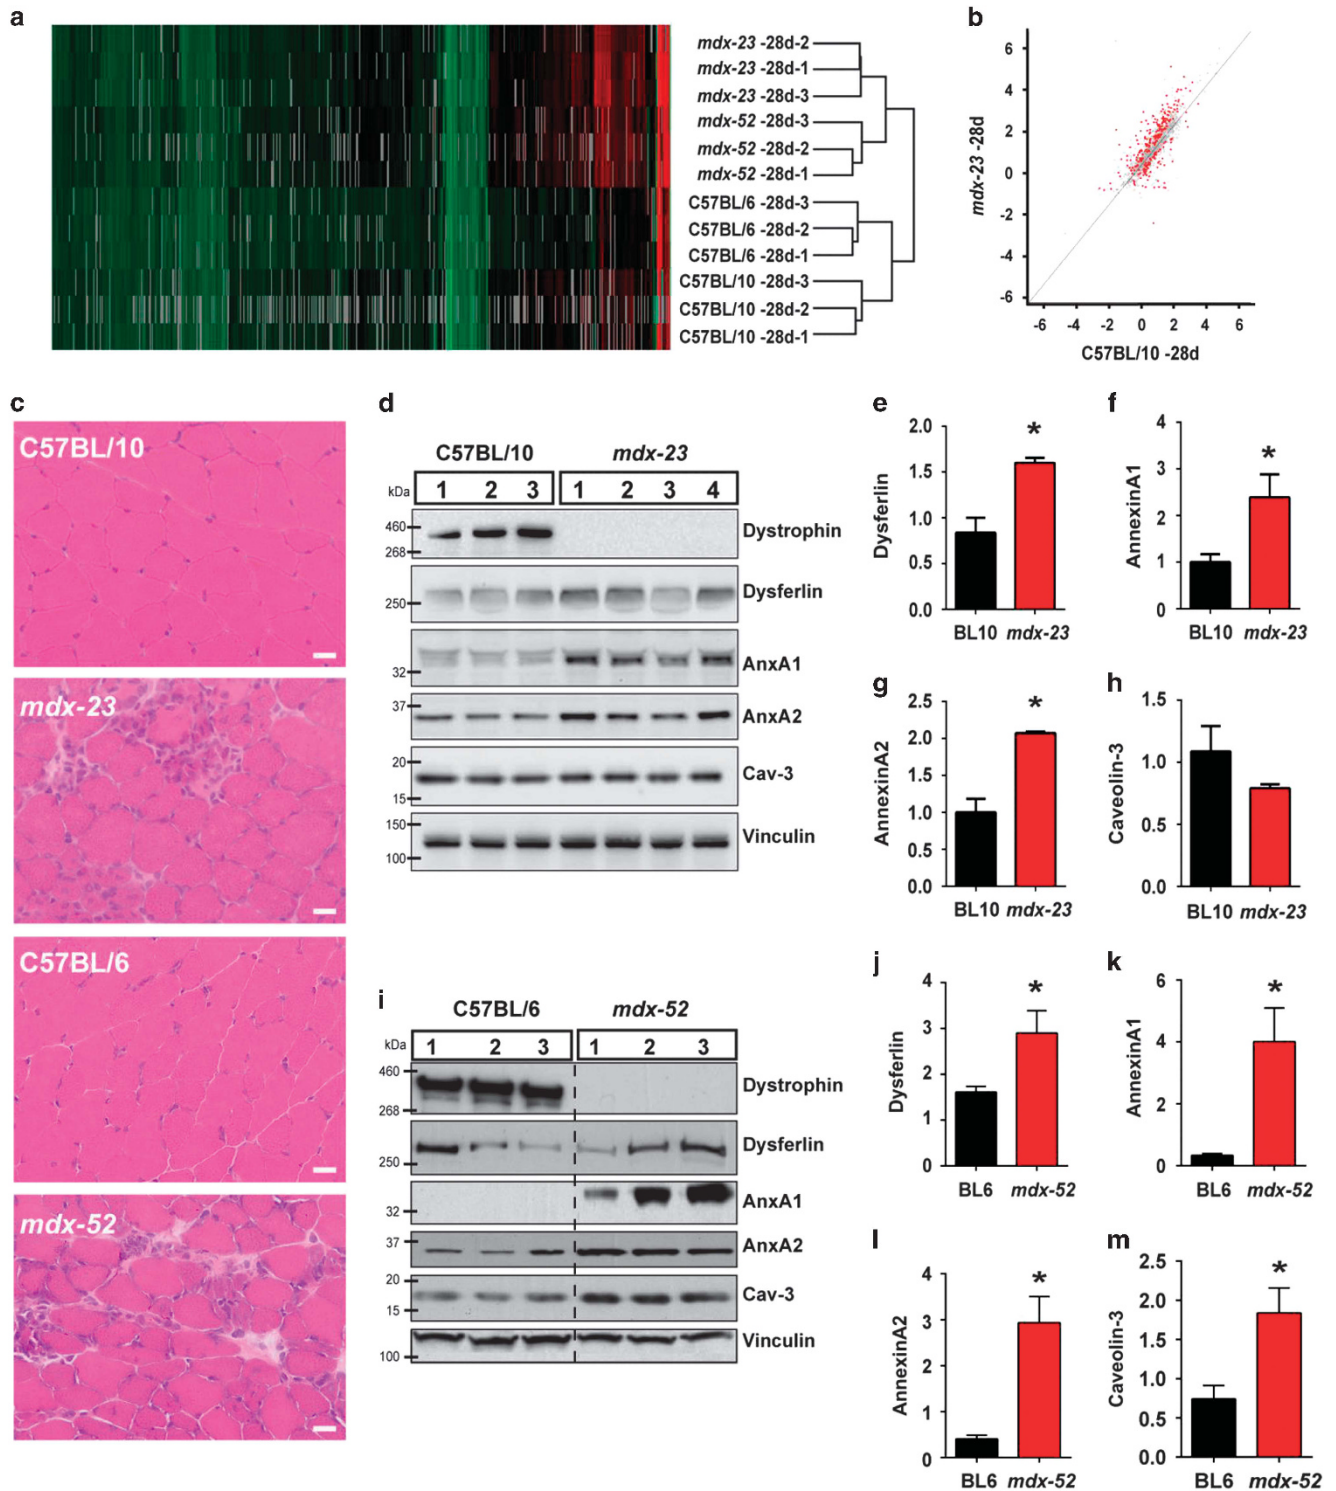 a
mdx-23 -28d-2
mdx-23 -28d-1
mdx-23 -28d-3
mdx-52 -28d-3
mdx-52 -28d-2
mdx-52 -28d-1
C57BL/6 -28d-3
C57BL/6 -28d-2
C57BL/6 -28d-1
C57BL/10 -28d-3
C57BL/10 -28d-2
C57BL/10 -28d-1
b
mdx-23 -28d
6
4
2
0
-2
-4
-6
-6 -4 -2 0 2 4 6
C57BL/10 -28d
c
C57BL/10
mdx-23
C57BL/6
mdx-52
d
C57BL/10 mdx-23
kDa 1 2 3 1 2 3 4
460
268
Dystrophin
250
Dysferlin
32
AnxA1
37
AnxA2
20
15
Cav-3
150
100
Vinculin
e
Dysferlin
2.0
1.5
1.0
0.5
0.0
*
BL10 mdx-23
f
AnnexinA1
4
3
2
1
0
*
BL10 mdx-23
g
AnnexinA2
2.5
2.0
1.5
1.0
0.5
0.0
*
BL10 mdx-23
h
Caveolin-3
1.5
1.0
0.5
0.0
BL10 mdx-23
i
C57BL/6 mdx-52
kDa 1 2 3 1 2 3
460
268
Dystrophin
250
Dysferlin
32
AnxA1
37
AnxA2
20
15
Cav-3
100
Vinculin
j
Dysferlin
4
3
2
1
0
*
BL6 mdx-52
k
AnnexinA1
6
4
2
0
*
BL6 mdx-52
l
AnnexinA2
4
3
2
1
0
*
BL6 mdx-52
m
Caveolin-3
2.5
2.0
1.5
1.0
0.5
0.0
*
BL6 mdx-52